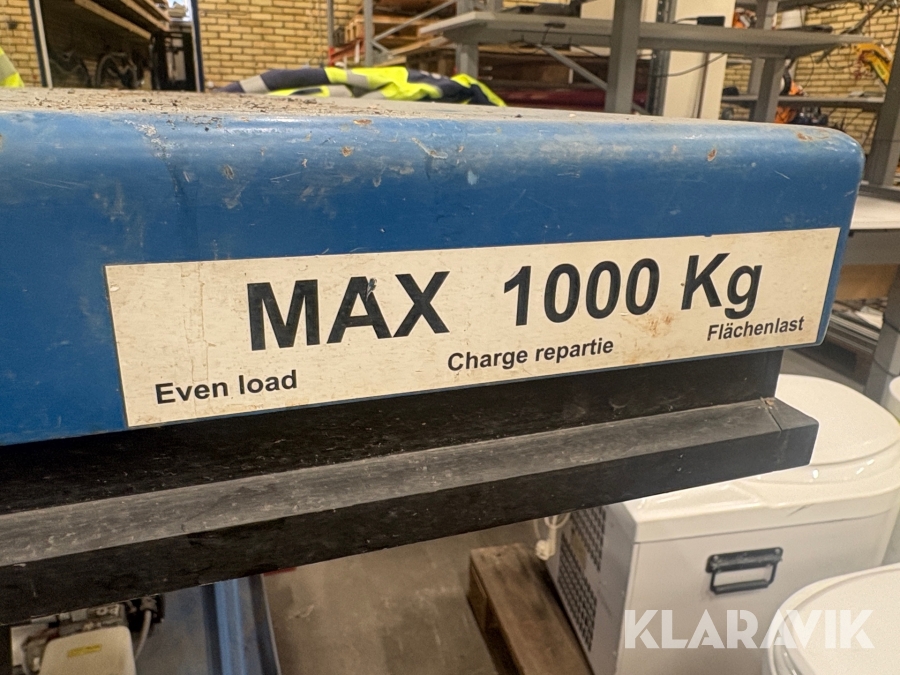 MAX 1000 Kg
Even load
Charge repartie
Flächenlast
KLARAVIK